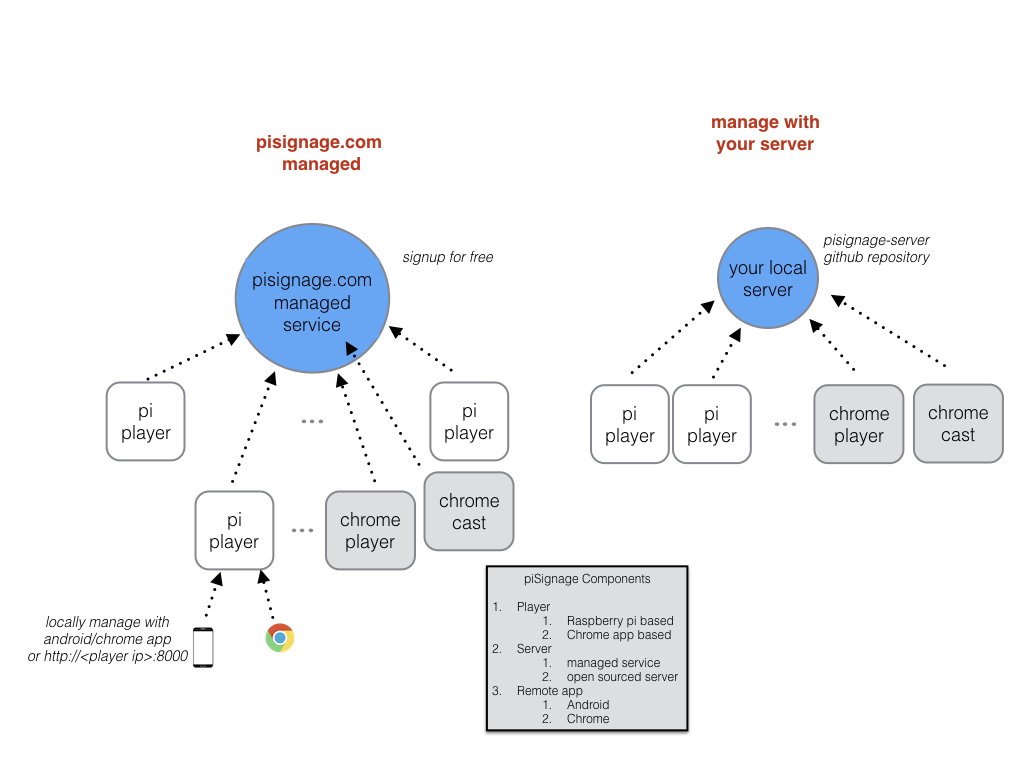 pisignage.com
managed
manage with
your server
pisignage.com
managed
service
signup for free
your local
server
pisignage-server
github repository
pi
player
...
pi
player
pi
player
pi
player
...
chrome
player
chrome
cast
pi
player
...
chrome
player
chrome
cast
locally manage with
android/chrome app
or http://<player ip>:8000
piSignage Components
1. Player
1. Raspberry pi based
2. Chrome app based
2. Server
1. managed service
2. open sourced server
3. Remote app
1. Android
2. Chrome